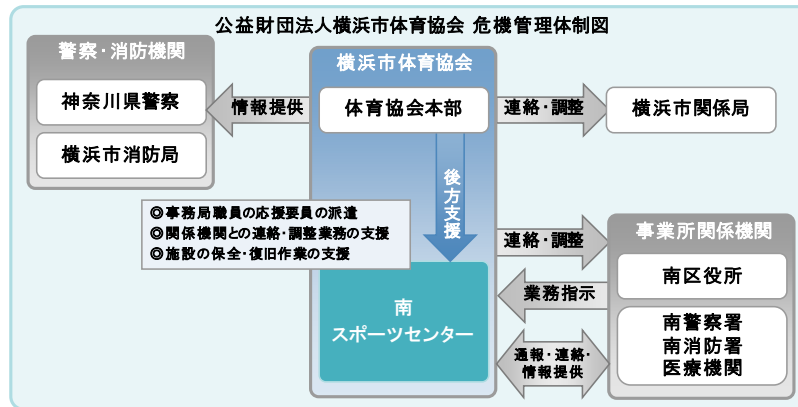 公益財団法人横浜市体育協会 危機管理体制図
警察・消防機関
神奈川県警察
横浜市消防局
情報提供
横浜市体育協会
体育協会本部
連絡・調整
横浜市関係局
後方支援
◎事務局職員の応援要員の派遣
◎関係機関との連絡・調整業務の支援
◎施設の保全・復旧作業の支援
南
スポーツセンター
連絡・調整
業務指示
通報・連絡・
情報提供
事業所関係機関
南区役所
南警察署
南消防署
医療機関